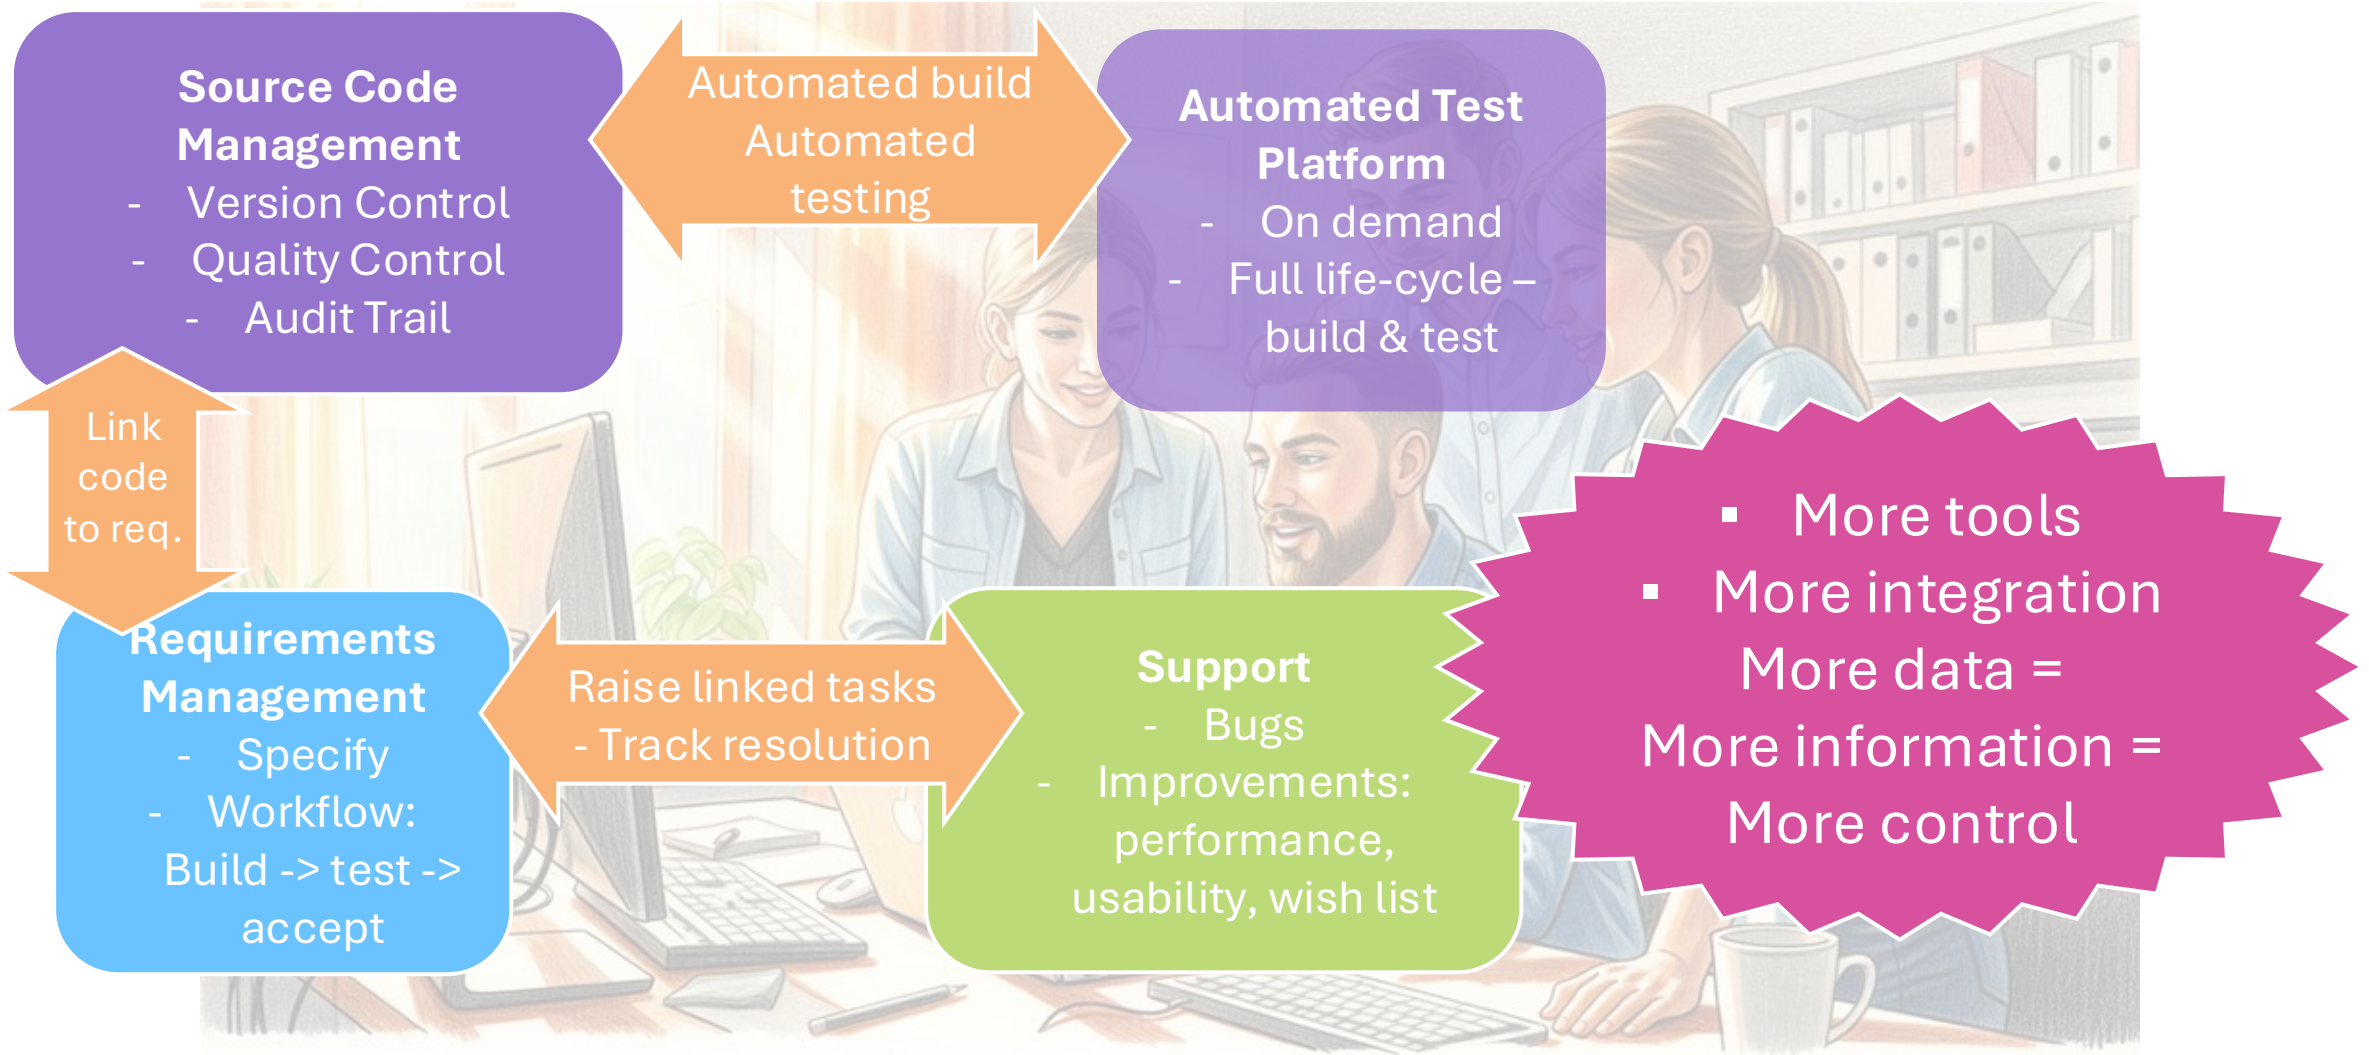 Source Code
Management
- Version Control
- Quality Control
- Audit Trail
Automated build
Automated
testing
Automated Test
Platform
- On demand
- Full life-cycle –
build & test
Link
code
to req.
Requirements
Management
- Specify
- Workflow:
Build -> test ->
accept
Raise linked tasks
- Track resolution
Support
- Bugs
- Improvements:
performance,
usability, wish list
▪ More tools
▪ More integration
More data =
More information =
More control